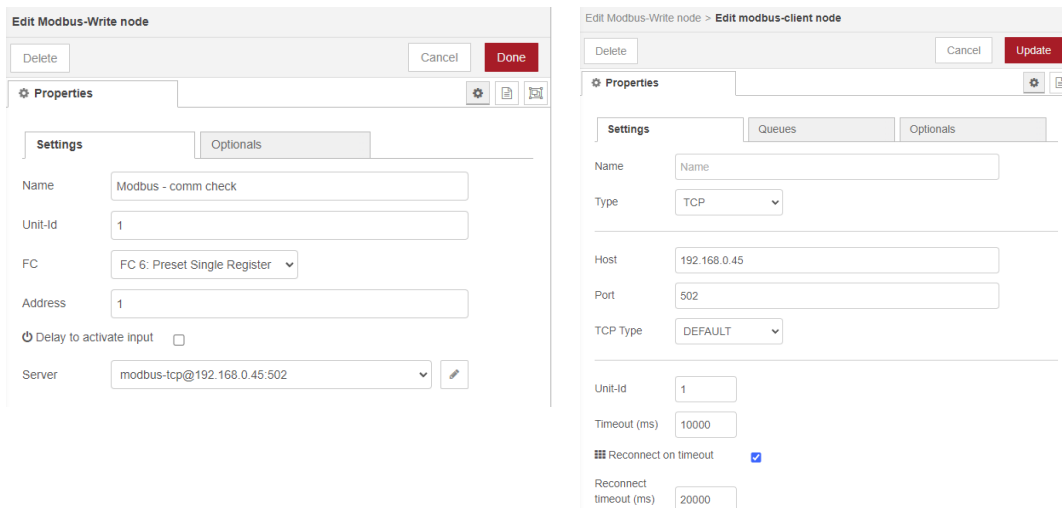 Edit Modbus-Write node
Delete
Cancel
Done
Properties
Settings
Optionals
Name
Modbus - comm check
Unit-Id
1
FC
FC 6: Preset Single Register
Address
1
Delay to activate input
Server
modbus-tcp@192.168.0.45:502
Edit Modbus-Write node > Edit modbus-client node
Delete
Cancel
Update
Properties
Settings
Queues
Optionals
Name
Name
Type
TCP
Host
192.168.0.45
Port
502
TCP Type
DEFAULT
Unit-Id
1
Timeout (ms)
10000
Reconnect on timeout
Reconnect
timeout (ms)
20000